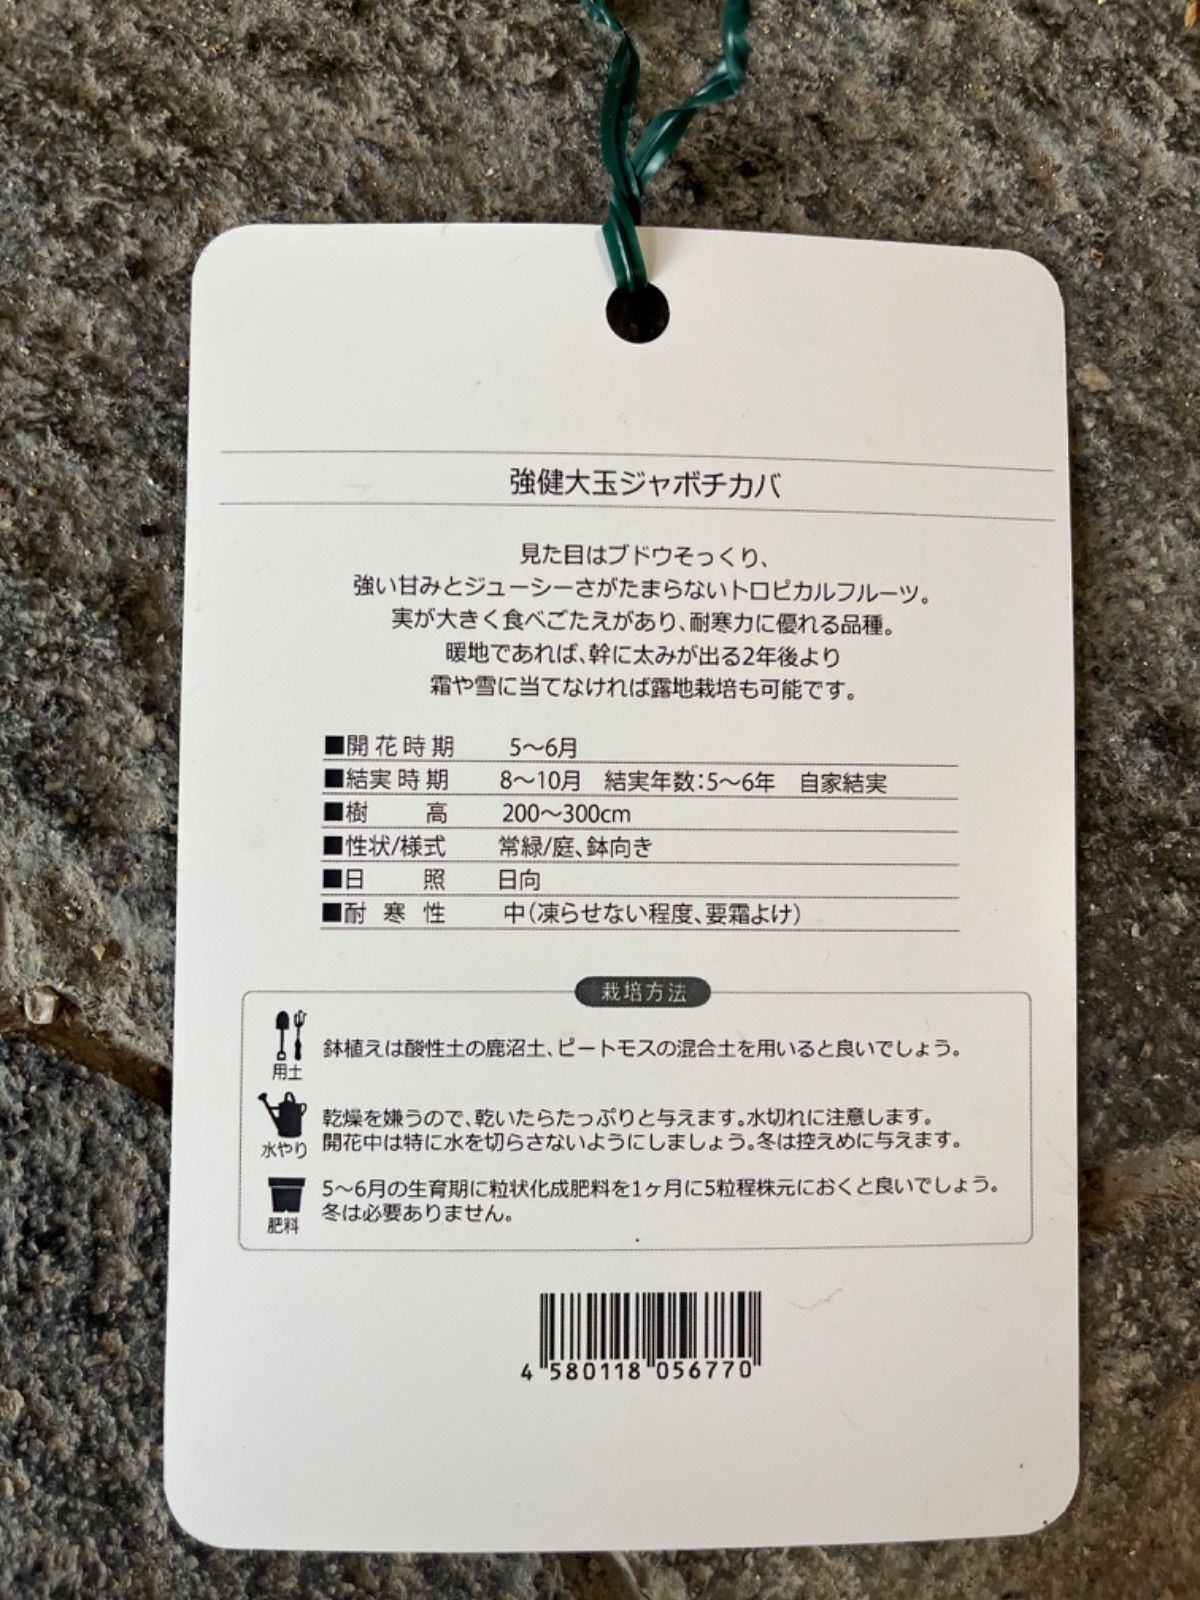 強健大玉ジャボチカバ
見た目はブドウそっくり、
強い甘みとジューシーさがたまらないトロピカルフルーツ。
実が大きく食べごたえがあり、耐寒力に優れる品種。
暖地であれば、幹に太みが出る2年後より
霜や雪に当てなければ露地栽培も可能です。
■開花時期 5〜6月
■結実時期 8〜10月 結実年数:5〜6年 自家結実
■樹高 200〜300cm
■性状/様式 常緑/庭、鉢向き
■日照 日向
■耐寒性 中(凍らせない程度、要霜よけ)
栽培方法
鉢植えは酸性土の鹿沼土、ピートモスの混合土を用いると良いでしょう。
用土
乾燥を嫌うので、乾いたらたっぷりと与えます。水切れに注意します。
開花中は特に水を切らさないようにしましょう。冬は控えめに与えます。
水やり
5〜6月の生育期に粒状化成肥料を1ヶ月に5粒程株元におくと良いでしょう。
冬は必要ありません。
肥料
4 580118 056770